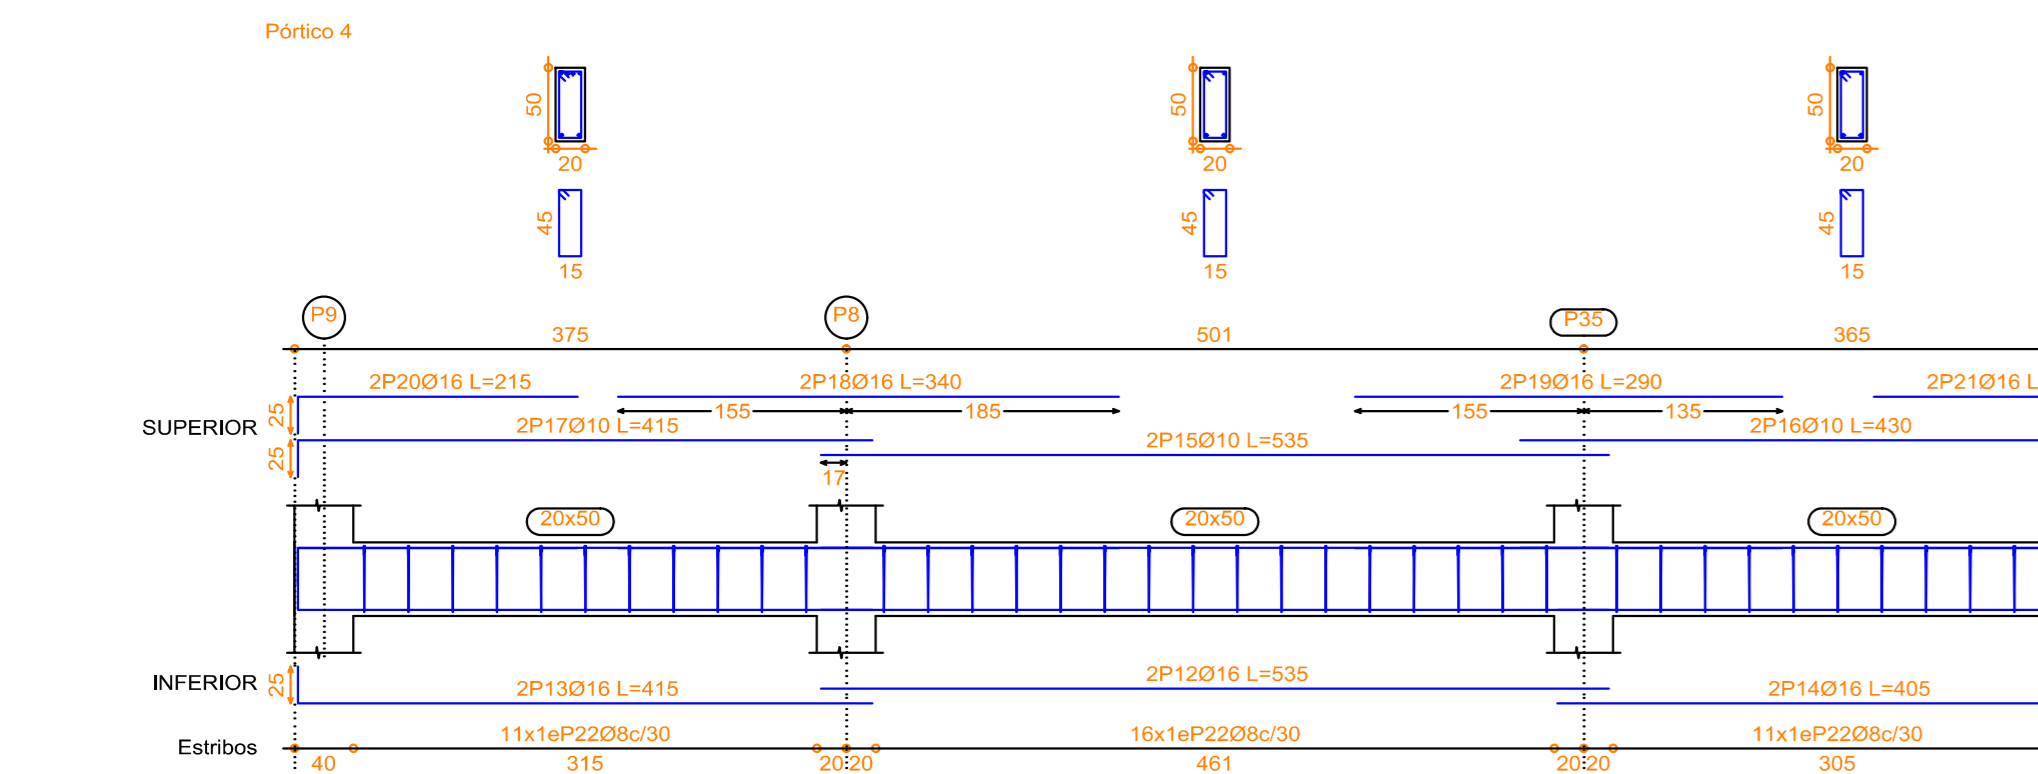 Pórtico 4
50 50 50
20 20 20
45 45 45
15 15 15
P9 P8 P35
375 501 365
2P20Ø16 L=215 2P18Ø16 L=340 2P19Ø16 L=290 2P21Ø16 L
25 155 185 155 135
SUPERIOR 2P17Ø10 L=415 2P15Ø10 L=535 2P16Ø10 L=430
25 17
20x50 20x50 20x50
INFERIOR 25 2P13Ø16 L=415 2P12Ø16 L=535 2P14Ø16 L=405
Estribos 11x1eP22Ø8c/30 16x1eP22Ø8c/30 11x1eP22Ø8c/30
40 315 20 20 461 20 20 305